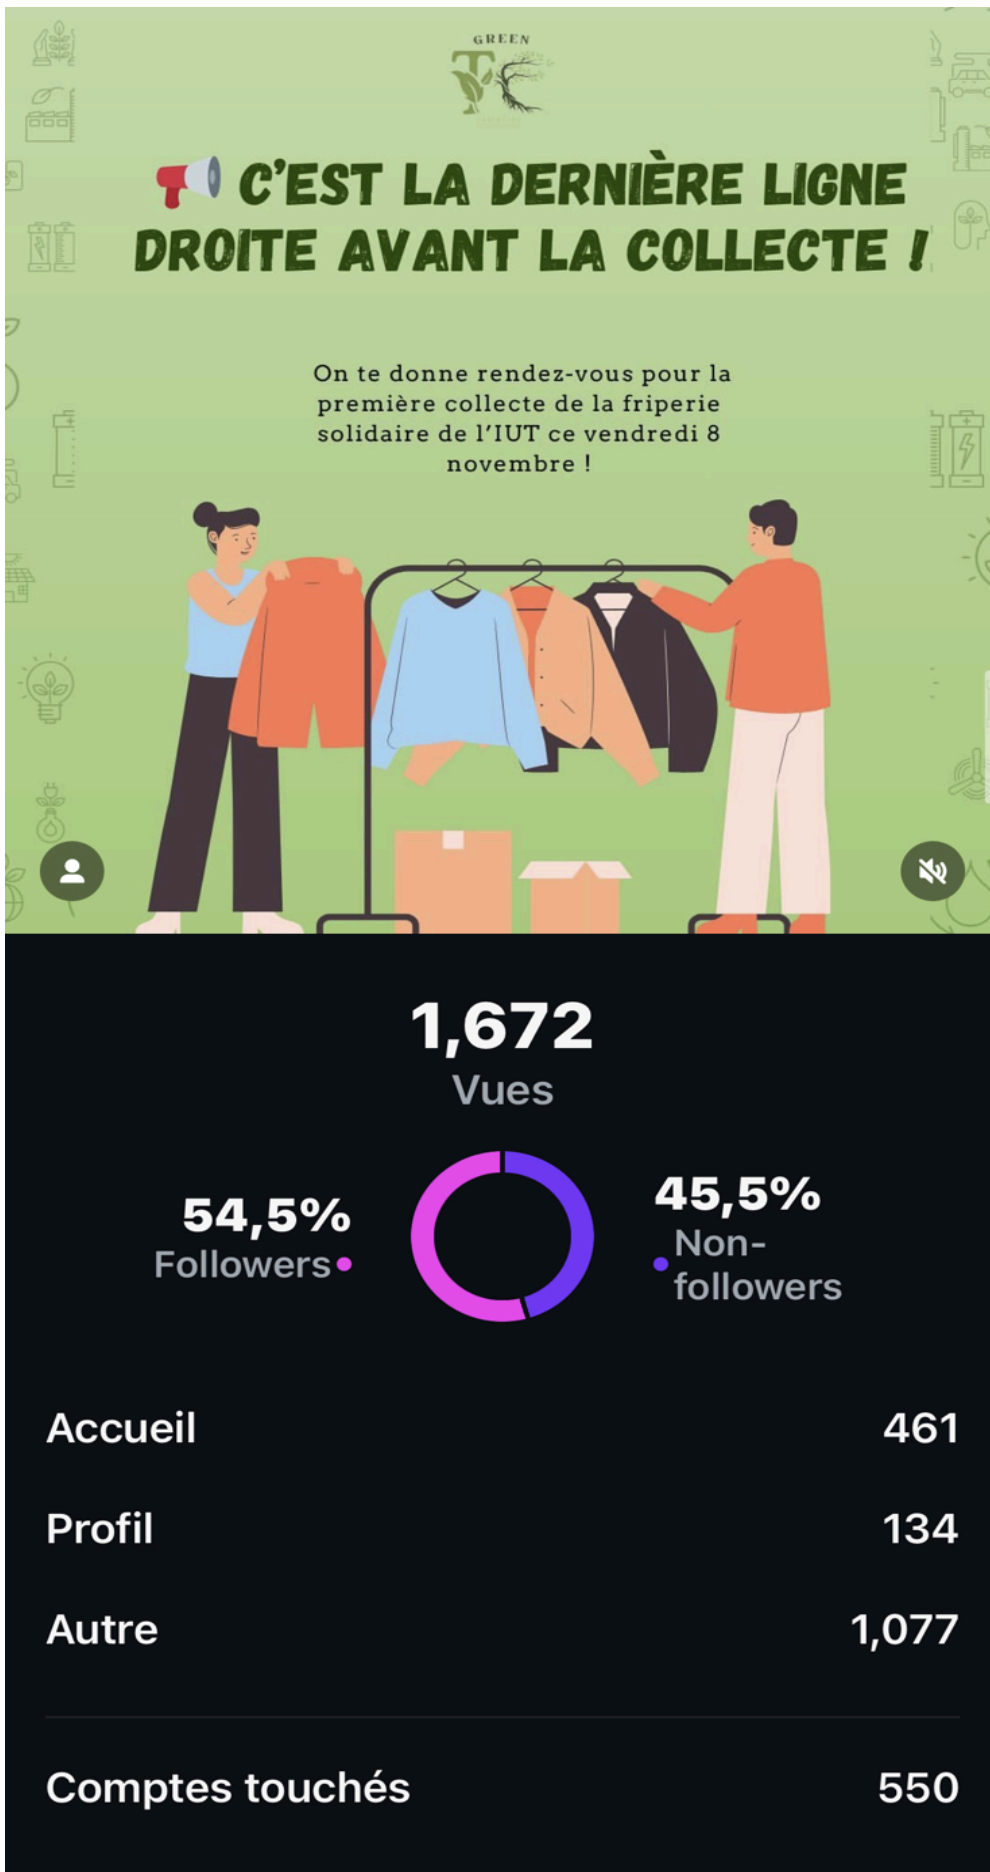 GREEN
TC
C'EST LA DERNIÈRE LIGNE
DROITE AVANT LA COLLECTE !
On te donne rendez-vous pour la
première collecte de la friperie
solidaire de l'IUT ce vendredi 8
novembre !
1,672
Vues
54,5%
Followers
45,5%
Non-
followers
Accueil 461
Profil 134
Autre 1,077
Comptes touchés 550